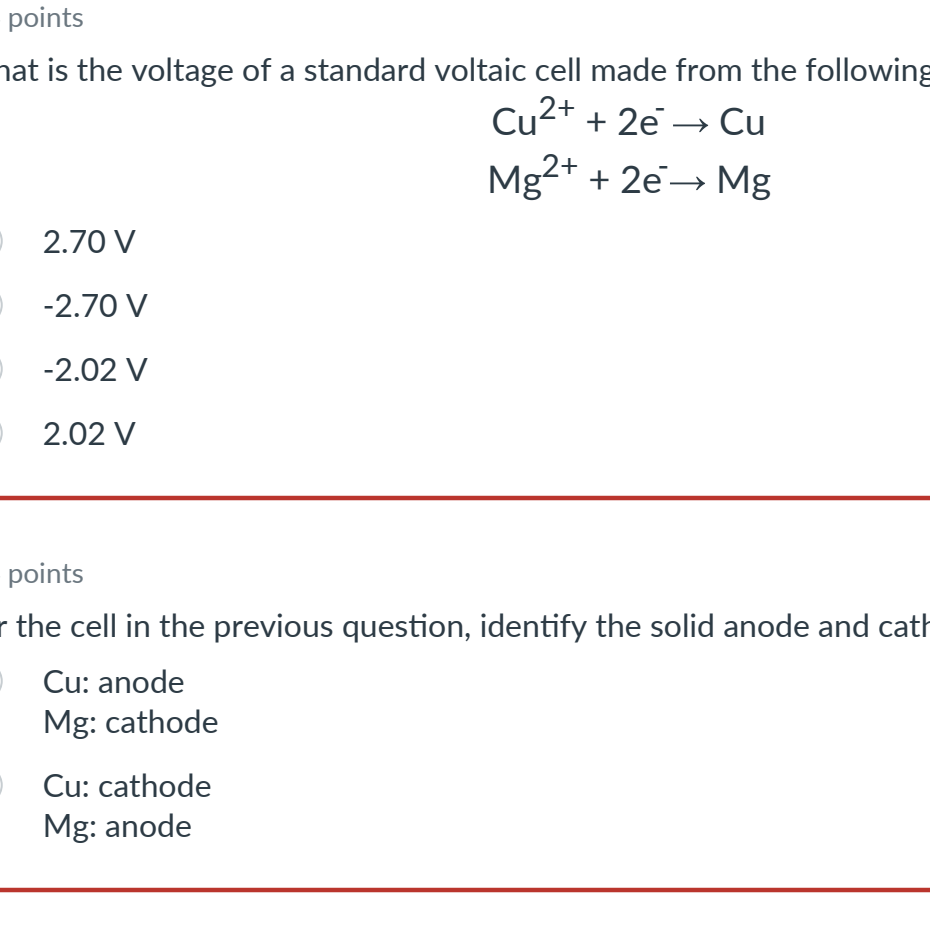 points
hat is the voltage of a standard voltaic cell made from the following
Cu²⁺ + 2e⁻ → Cu
Mg²⁺ + 2e⁻ → Mg
2.70 V
-2.70 V
-2.02 V
2.02 V
points
r the cell in the previous question, identify the solid anode and cath
Cu: anode
Mg: cathode
Cu: cathode
Mg: anode